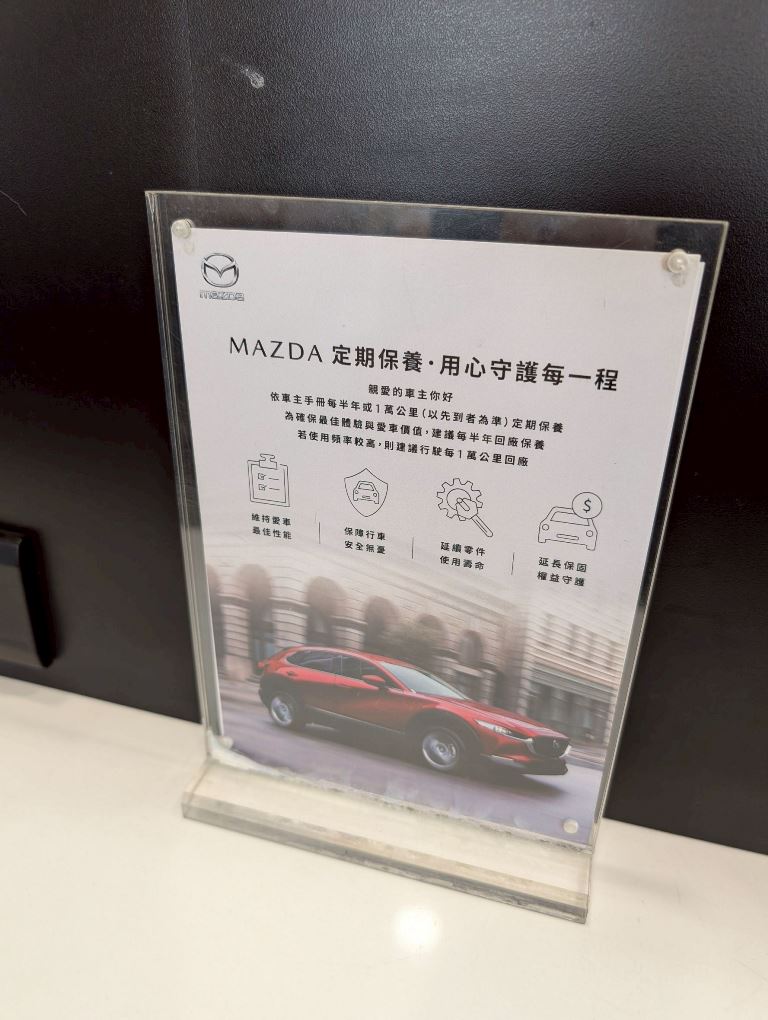 mazda
MAZDA 定期保養·用心守護每一程
親愛的車主你好
依車主手冊每半年或1萬公里(以先到者為準)定期保養
為確保最佳體驗與愛車價值,建議每半年回廠保養
若使用頻率較高,則建議行駛每1萬公里回廠
$
維持愛車
最佳性能
保障行車
安全無憂
延續零件
使用壽命
延長保固
權益守護